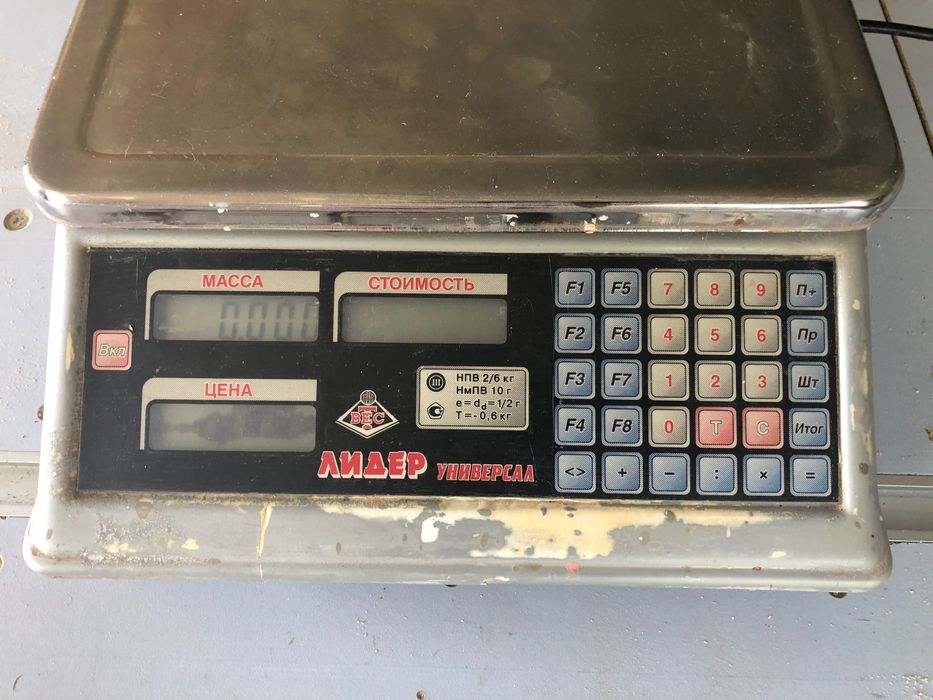 МАССА
0.000
СТОИМОСТЬ
Вкл
ЦЕНА
НПВ 2/6 кг
НмПВ 10 г
e = dd = 1/2 г
T = - 0,6 кг
III
ВЕС
ЛИДЕР УНИВЕРСАЛ
F1 F5 7 8 9 П+
F2 F6 4 5 6 Пр
F3 F7 1 2 3 Шт
F4 F8 0 T C Итог
<> + − : × =